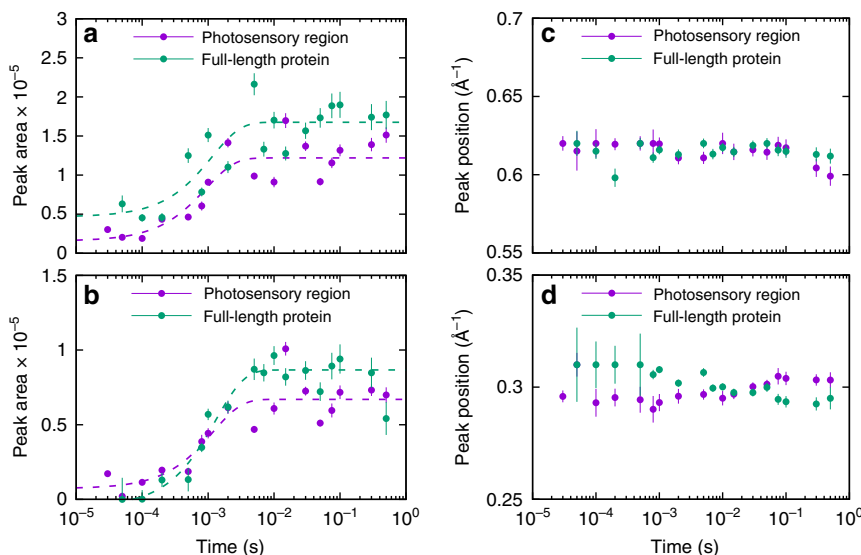 a
Photosensory region
Full-length protein
Peak area × 10⁻⁵
3
2.5
2
1.5
1
0.5
0
c
Photosensory region
Full-length protein
Peak position (Å⁻¹)
0.7
0.65
0.6
0.55
b
Photosensory region
Full-length protein
Peak area × 10⁻⁵
1.5
1
0.5
0
10⁻⁵ 10⁻⁴ 10⁻³ 10⁻² 10⁻¹ 10⁰
Time (s)
d
Photosensory region
Full-length protein
Peak position (Å⁻¹)
0.35
0.3
0.25
10⁻⁵ 10⁻⁴ 10⁻³ 10⁻² 10⁻¹ 10⁰
Time (s)